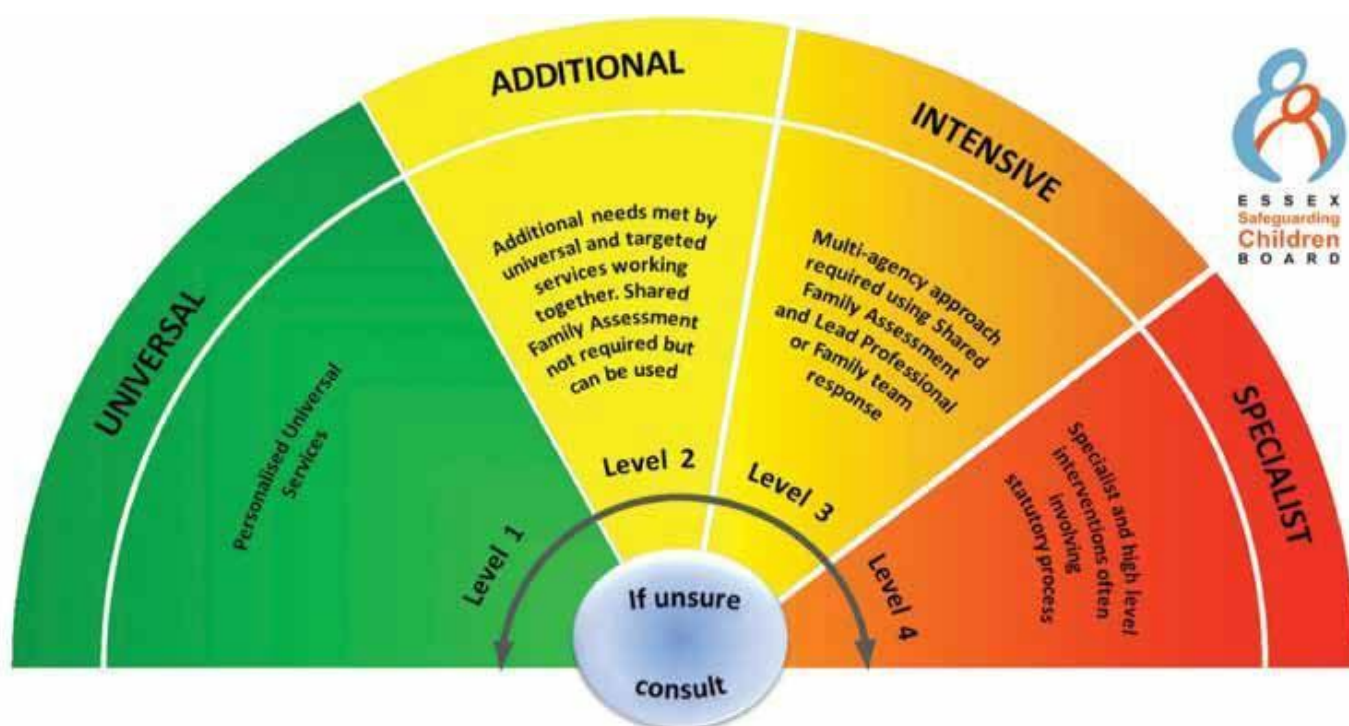 UNIVERSAL
Personalised Universal
Services
Level 1
ADDITIONAL
Additional needs met by
universal and targeted
services working
together. Shared
Family Assessment
not required but
can be used
Level 2
INTENSIVE
Multi-agency approach
required using Shared
Family Assessment
and Lead Professional
or Family team
response
Level 3
SPECIALIST
Specialist and high level
interventions often
involving
statutory process
Level 4
If unsure
consult
ESSEX
Safeguarding
Children
BOARD